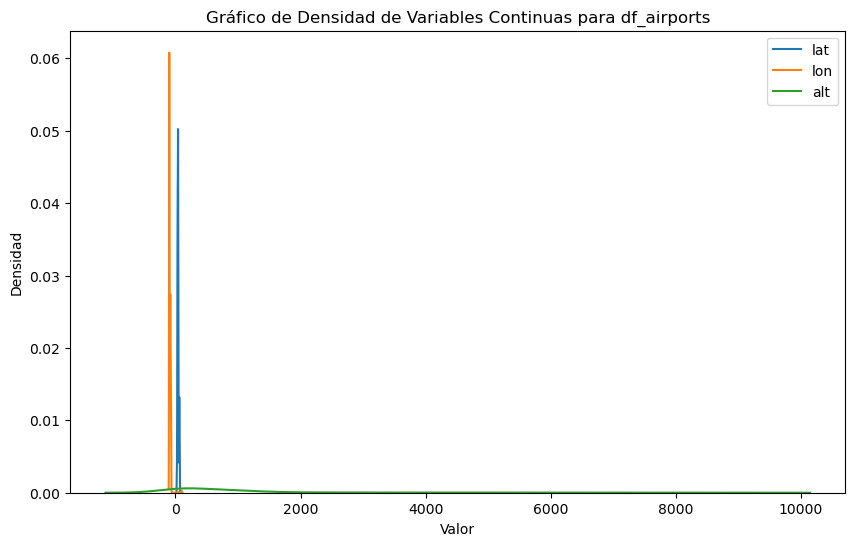 Gráfico de Densidad de Variables Continuas para df_airports
lat
lon
alt
Densidad
0.06
0.05
0.04
0.03
0.02
0.01
0.00
0
2000
4000
6000
8000
10000
Valor